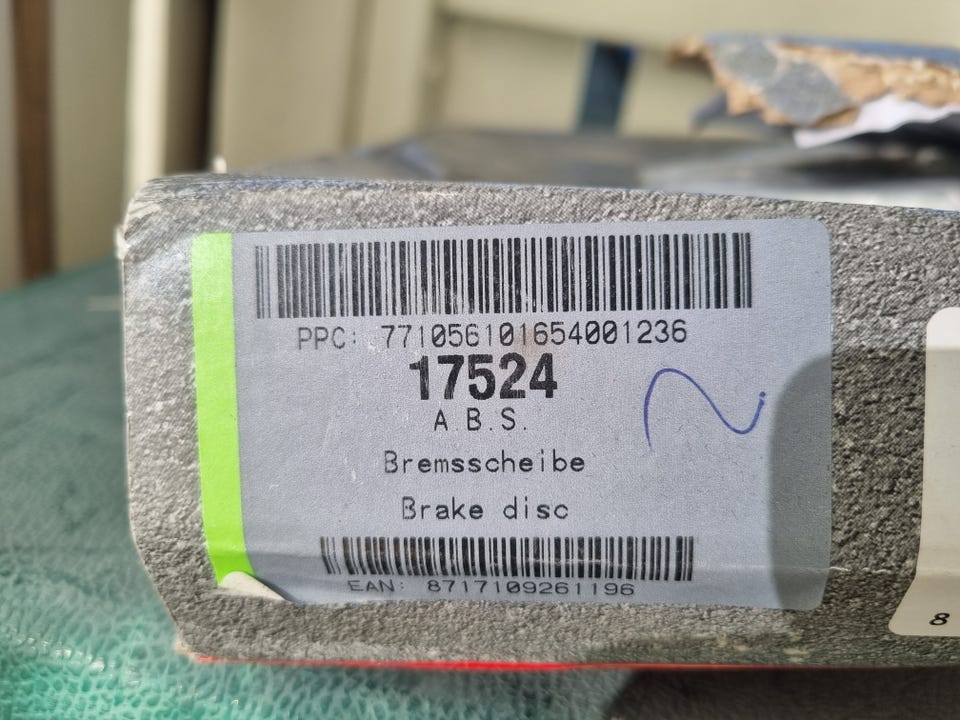 PPC: 771056101654001236
17524
A.B.S.
Bremsscheibe
Brake disc
EAN: 8717109261196
8